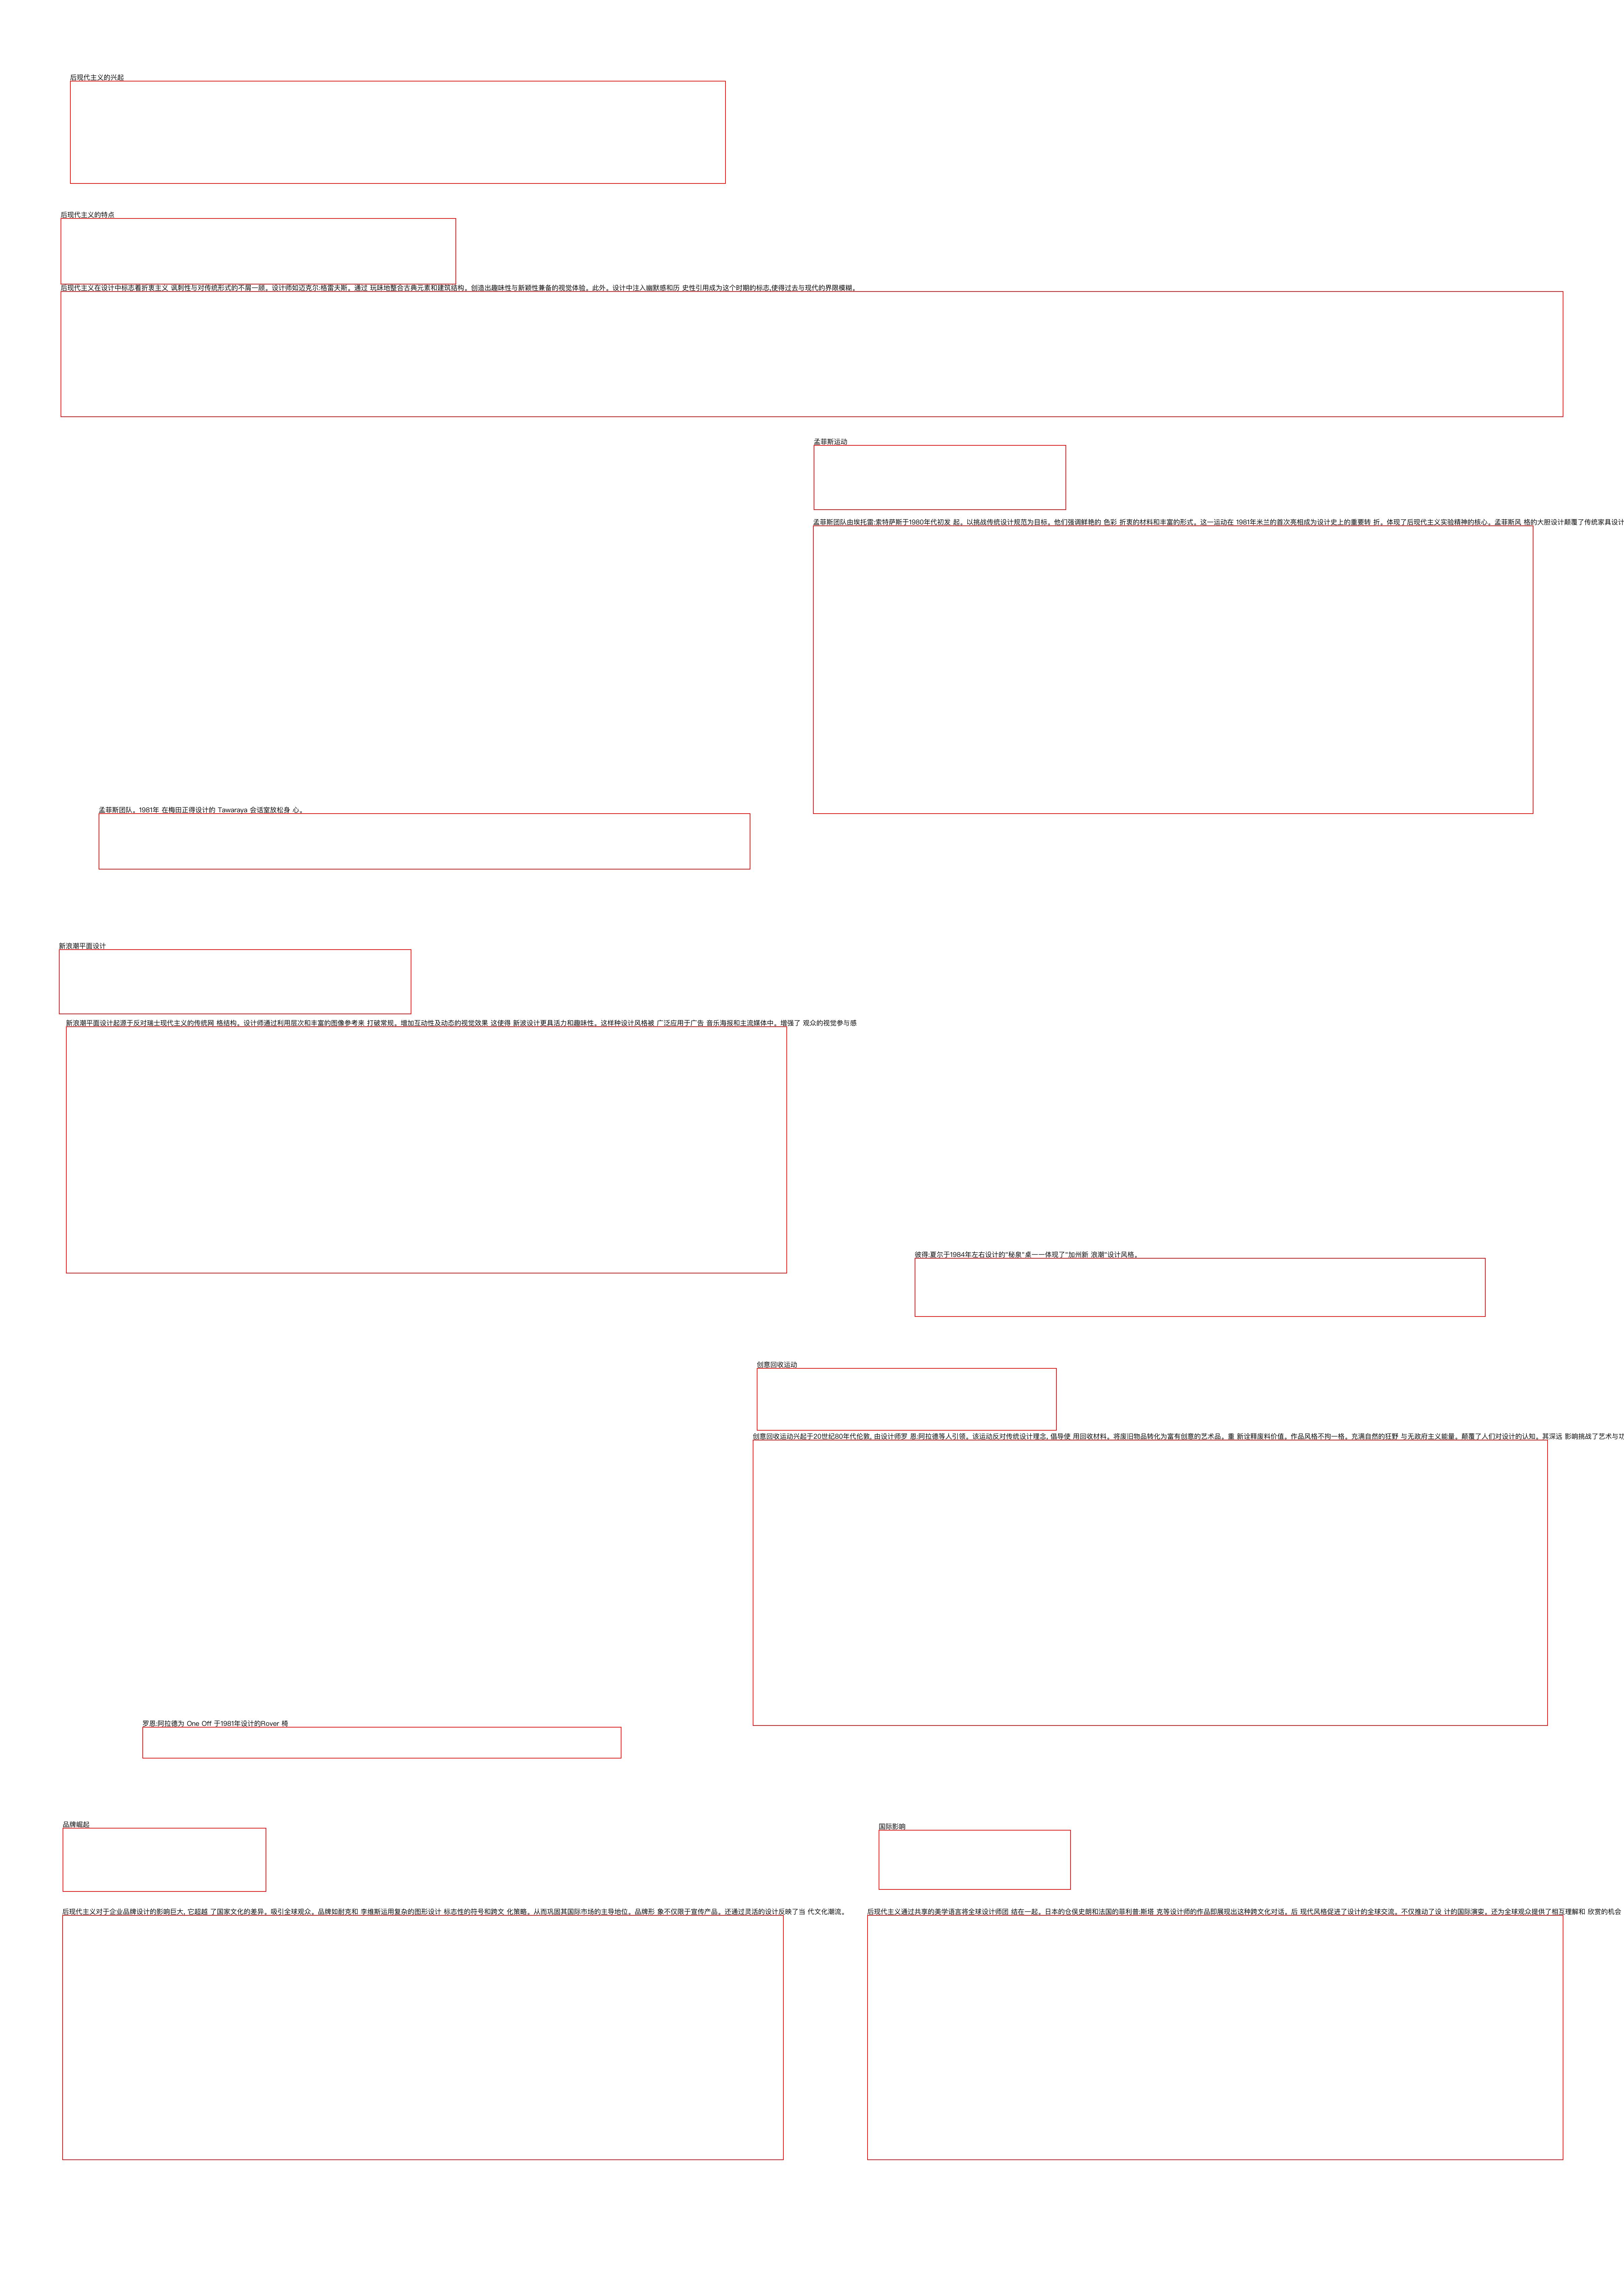 后现代主义的兴起
后现代主义的特点
后现代主义在设计中标志着折衷主义 讽刺性与对传统形式的不屑一顾。设计师如迈克尔·格雷夫斯，通过 玩味地整合古典元素和建筑结构，创造出趣味性与新颖性兼备的视觉体验。此外，设计中注入幽默感和历 史性引用成为这个时期的标志,使得过去与现代的界限模糊。
孟菲斯运动
孟菲斯团队由埃托雷·索特萨斯于1980年代初发 起，以挑战传统设计规范为目标，他们强调鲜艳的 色彩 折衷的材料和丰富的形式，这一运动在 1981年米兰的首次亮相成为设计史上的重要转 折，体现了后现代主义实验精神的核心，孟菲斯风 格的大胆设计颠覆了传统家具设计
孟菲斯团队，1981年 在梅田正得设计的 Tawaraya 会话室放松身 心。
新浪潮平面设计
新浪潮平面设计起源于反对瑞士现代主义的传统网 格结构，设计师通过利用层次和丰富的图像参考来 打破常规，增加互动性及动态的视觉效果 这使得 新波设计更具活力和趣味性，这样种设计风格被 广泛应用于广告 音乐海报和主流媒体中，增强了 观众的视觉参与感
彼得·夏尔于1984年左右设计的"秘泉"桌一一体现了"加州新 浪潮"设计风格。
创意回收运动
创意回收运动兴起于20世纪80年代伦敦, 由设计师罗 恩·阿拉德等人引领，该运动反对传统设计理念, 倡导使 用回收材料，将废旧物品转化为富有创意的艺术品，重 新诠释废料价值，作品风格不拘一格，充满自然的狂野 与无政府主义能量，颠覆了人们对设计的认知，其深远 影响挑战了艺术与功
罗恩·阿拉德为 One Off 于1981年设计的Rover 椅
品牌崛起
国际影响
后现代主义对于企业品牌设计的影响巨大, 它超越 了国家文化的差异，吸引全球观众，品牌如耐克和 李维斯运用复杂的图形设计 标志性的符号和跨文 化策略，从而巩固其国际市场的主导地位，品牌形 象不仅限于宣传产品，还通过灵活的设计反映了当 代文化潮流。
后现代主义通过共享的美学语言将全球设计师团 结在一起，日本的仓俣史朗和法国的菲利普·斯塔 克等设计师的作品即展现出这种跨文化对话，后 现代风格促进了设计的全球交流，不仅推动了设 计的国际演变，还为全球观众提供了相互理解和 欣赏的机会